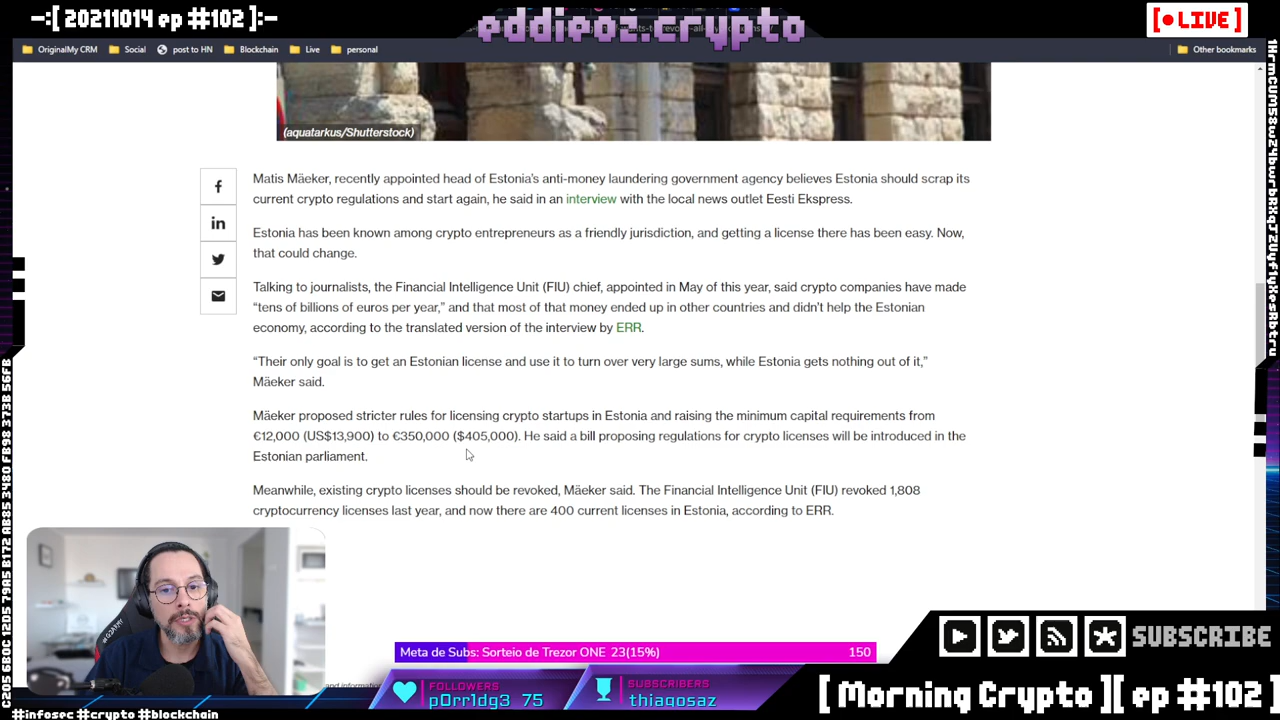 -:[ 20211014 ep #102 ]:-
eddieoz.crypto
[● LIVE ]
OriginalMy CRM
Social
post to HN
Blockchain
Live
personal
Other bookmarks
(aquatarkus/Shutterstock)
Matis Mäeker, recently appointed head of Estonia's anti-money laundering government agency believes Estonia should scrap its
current crypto regulations and start again, he said in an interview with the local news outlet Eesti Ekspress.
Estonia has been known among crypto entrepreneurs as a friendly jurisdiction, and getting a license there has been easy. Now,
that could change.
Talking to journalists, the Financial Intelligence Unit (FIU) chief, appointed in May of this year, said crypto companies have made
“tens of billions of euros per year,” and that most of that money ended up in other countries and didn't help the Estonian
economy, according to the translated version of the interview by ERR.
“Their only goal is to get an Estonian license and use it to turn over very large sums, while Estonia gets nothing out of it,”
Mäeker said.
Mäeker proposed stricter rules for licensing crypto startups in Estonia and raising the minimum capital requirements from
€12,000 (US$13,900) to €350,000 ($405,000). He said a bill proposing regulations for crypto licenses will be introduced in the
Estonian parliament.
Meanwhile, existing crypto licenses should be revoked, Mäeker said. The Financial Intelligence Unit (FIU) revoked 1,808
cryptocurrency licenses last year, and now there are 400 current licenses in Estonia, according to ERR.
C205 5B0C 12D5 79A5 B172 AB85 3480 FB98 373B 56FB
Meta de Subs: Sorteio de Trezor ONE 23(15%)
150
SUBSCRIBE
FOLLOWERS
p0rr1dg3_75
SUBSCRIBERS
thiagosaz
[ Morning Crypto ][ ep #102 ]
#infosec #crypto #blockchain